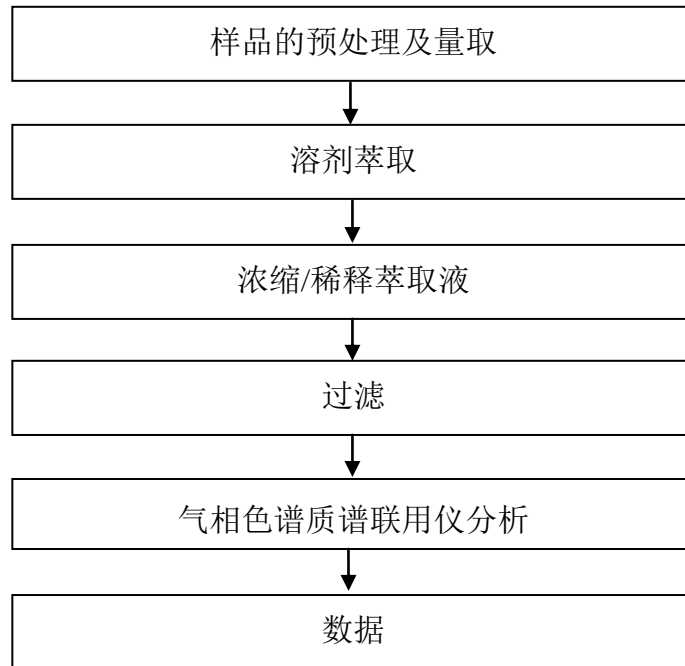 样品的预处理及量取
溶剂萃取
浓缩/稀释萃取液
过滤
气相色谱质谱联用仪分析
数据